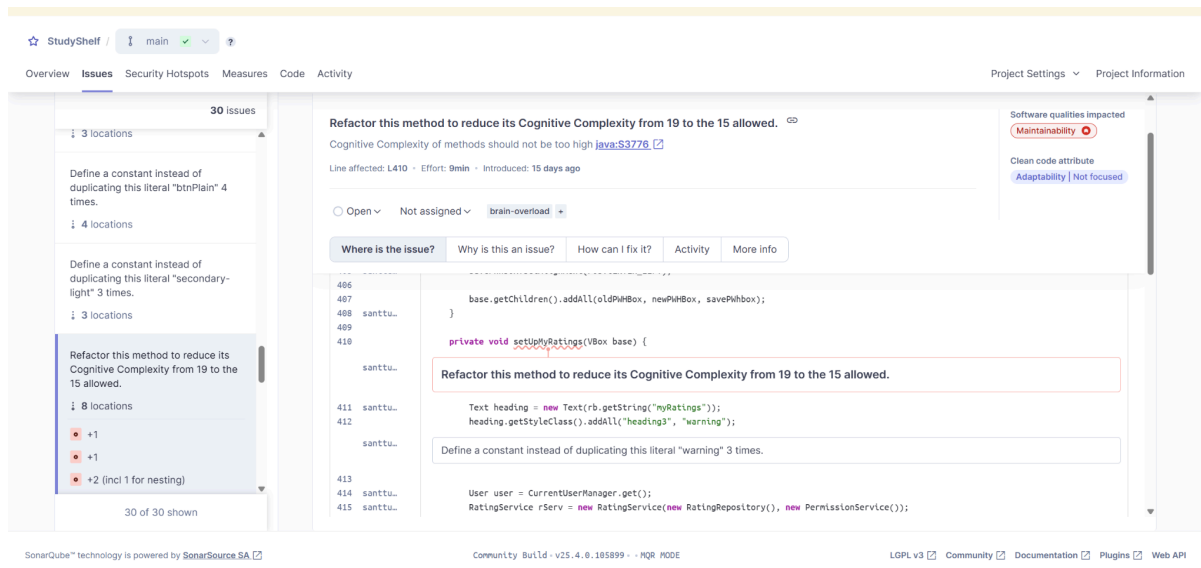 StudyShelf / main ?
Overview Issues Security Hotspots Measures Code Activity
Project Settings Project Information
30 issues
3 locations
Define a constant instead of
duplicating this literal "btnPlain" 4
times.
4 locations
Define a constant instead of
duplicating this literal "secondary-
light" 3 times.
3 locations
Refactor this method to reduce its
Cognitive Complexity from 19 to the
15 allowed.
8 locations
+1
+1
+2 (incl 1 for nesting)
30 of 30 shown
Refactor this method to reduce its Cognitive Complexity from 19 to the 15 allowed.
Cognitive Complexity of methods should not be too high java:S3776
Line affected: L410 • Effort: 9min • Introduced: 15 days ago
Open Not assigned brain-overload +
Software qualities impacted
Maintainability
Clean code attribute
Adaptability | Not focused
Where is the issue? Why is this an issue? How can I fix it? Activity More info
406
407 base.getChildren().addAll(oldPWHBox, newPWHBox, savePWhbox);
408 santtu… }
409
410 private void setUpMyRatings(VBox base) {
santtu… Refactor this method to reduce its Cognitive Complexity from 19 to the 15 allowed.
411 santtu… Text heading = new Text(rb.getString("myRatings"));
412 heading.getStyleClass().addAll("heading3", "warning");
santtu… Define a constant instead of duplicating this literal "warning" 3 times.
413
414 santtu… User user = CurrentUserManager.get();
415 santtu… RatingService rServ = new RatingService(new RatingRepository(), new PermissionService());
SonarQube™ technology is powered by SonarSource SA
Community Build - v25.4.0.105899 - - MQR MODE
LGPL v3 Community Documentation Plugins Web API